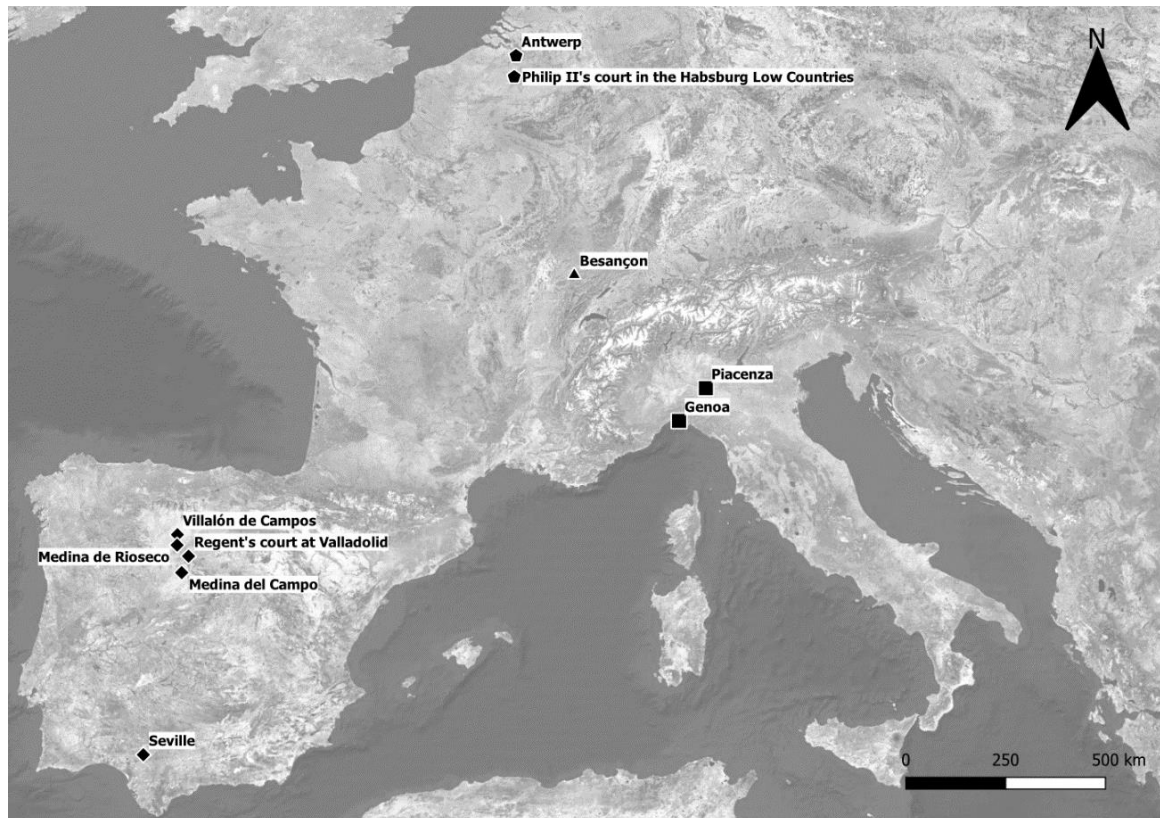 N
Antwerp
Philip II's court in the Habsburg Low Countries
Besançon
Piacenza
Genoa
Villalón de Campos
Regent's court at Valladolid
Medina de Rioseco
Medina del Campo
Seville
0 250 500 km